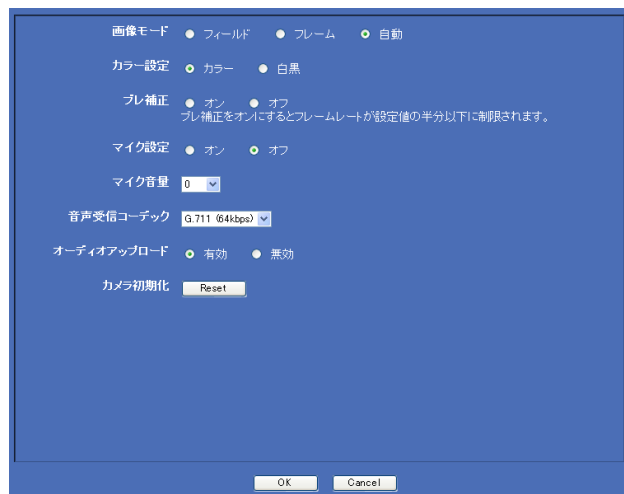 画像モード フィールド フレーム 自動
カラー設定 カラー 白黒
ブレ補正 オン オフ
ブレ補正をオンにするとフレームレートが設定値の半分以下に制限されます。
マイク設定 オン オフ
マイク音量 0
音声受信コーデック G.711 (64kbps)
オーディオアップロード 有効 無効
カメラ初期化 Reset
OK Cancel